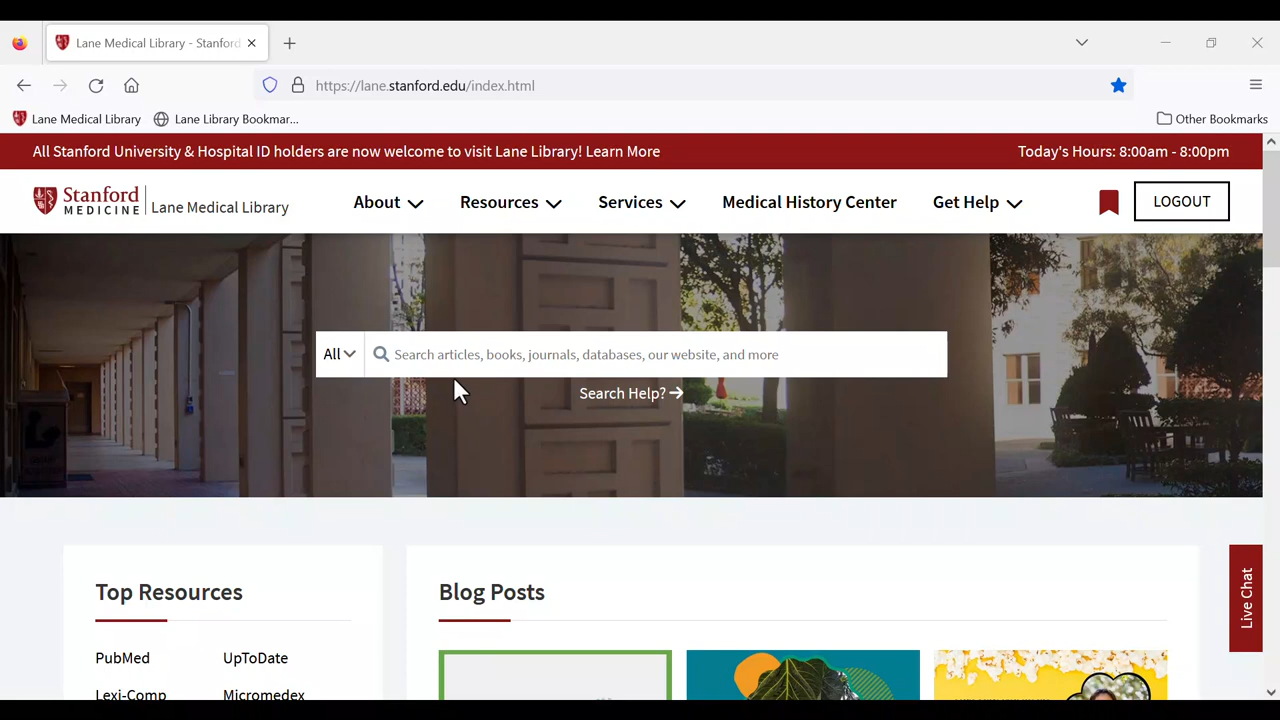 Lane Medical Library - Stanford
https://lane.stanford.edu/index.html
Lane Medical Library
Lane Library Bookmar...
Other Bookmarks
All Stanford University & Hospital ID holders are now welcome to visit Lane Library! Learn More
Today's Hours: 8:00am - 8:00pm
Stanford
MEDICINE
Lane Medical Library
About
Resources
Services
Medical History Center
Get Help
LOGOUT
All
Search articles, books, journals, databases, our website, and more
Search Help?
Top Resources
Blog Posts
Live Chat
PubMed
UpToDate
Lexi-Comp
Micromedex